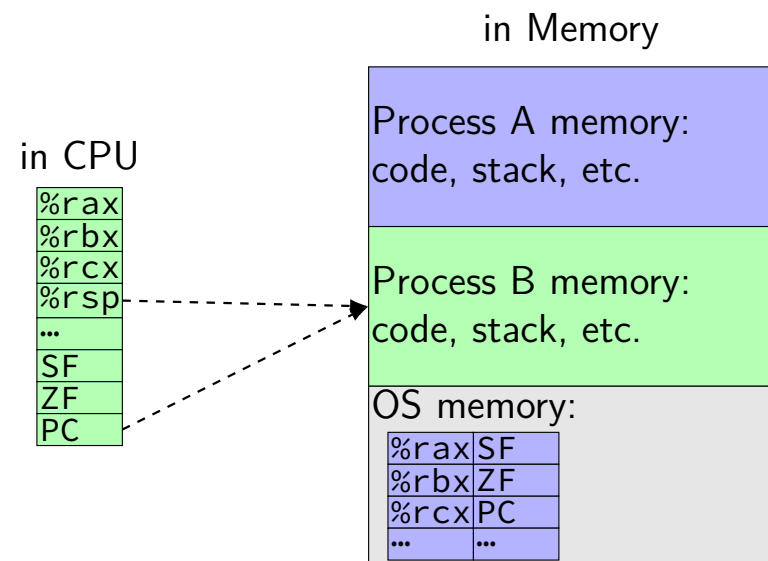 in Memory
Process A memory:
code, stack, etc.
in CPU
%rax
%rbx
%rcx
%rsp
…
SF
ZF
PC
Process B memory:
code, stack, etc.
OS memory:
%rax SF
%rbx ZF
%rcx PC
… …